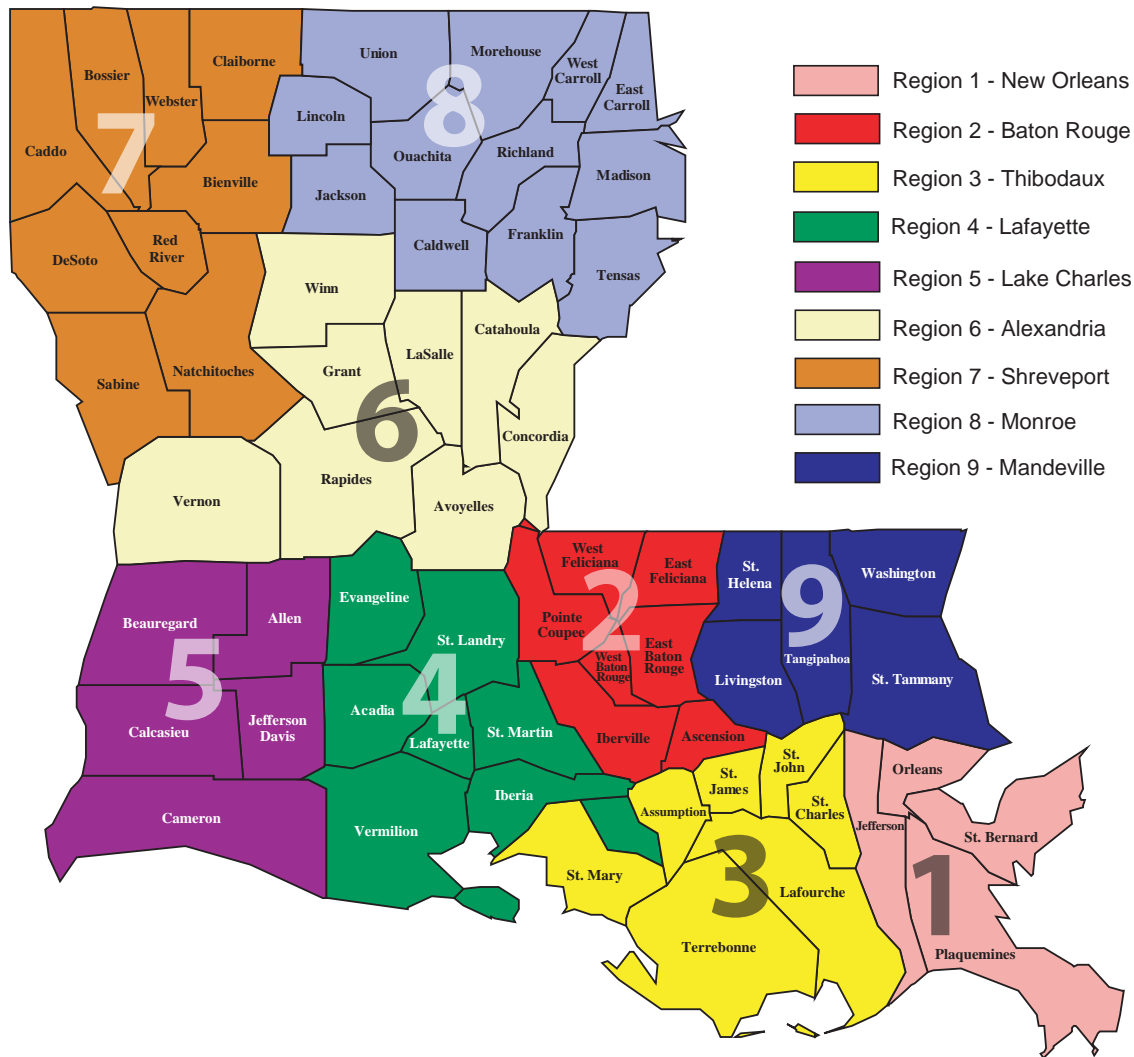 Union
Morehouse
West
Carroll
East
Carroll
Claiborne
Bossier
Webster
Lincoln
8
7
Caddo
Ouachita
Richland
Bienville
Jackson
Madison
Red
River
DeSoto
Caldwell
Franklin
Tensas
Winn
Catahoula
LaSalle
Grant
Natchitoches
Sabine
6
Concordia
Rapides
Avoyelles
Vernon
West
Feliciana
East
Feliciana
St.
Helena
Washington
9
2
Evangeline
Allen
Beauregard
Pointe
Coupee
St. Landry
East
Baton
Rouge
West
Baton
Rouge
Tangipahoa
Livingston
St. Tammany
5
4
Acadia
Jefferson
Davis
Calcasieu
Lafayette
St. Martin
Iberville
Ascension
St.
John
Orleans
St.
James
Iberia
Assumption
St.
Charles
Cameron
Vermilion
Jefferson
St. Bernard
3
1
St. Mary
Lafourche
Terrebonne
Plaquemines
Region 1 - New Orleans
Region 2 - Baton Rouge
Region 3 - Thibodaux
Region 4 - Lafayette
Region 5 - Lake Charles
Region 6 - Alexandria
Region 7 - Shreveport
Region 8 - Monroe
Region 9 - Mandeville